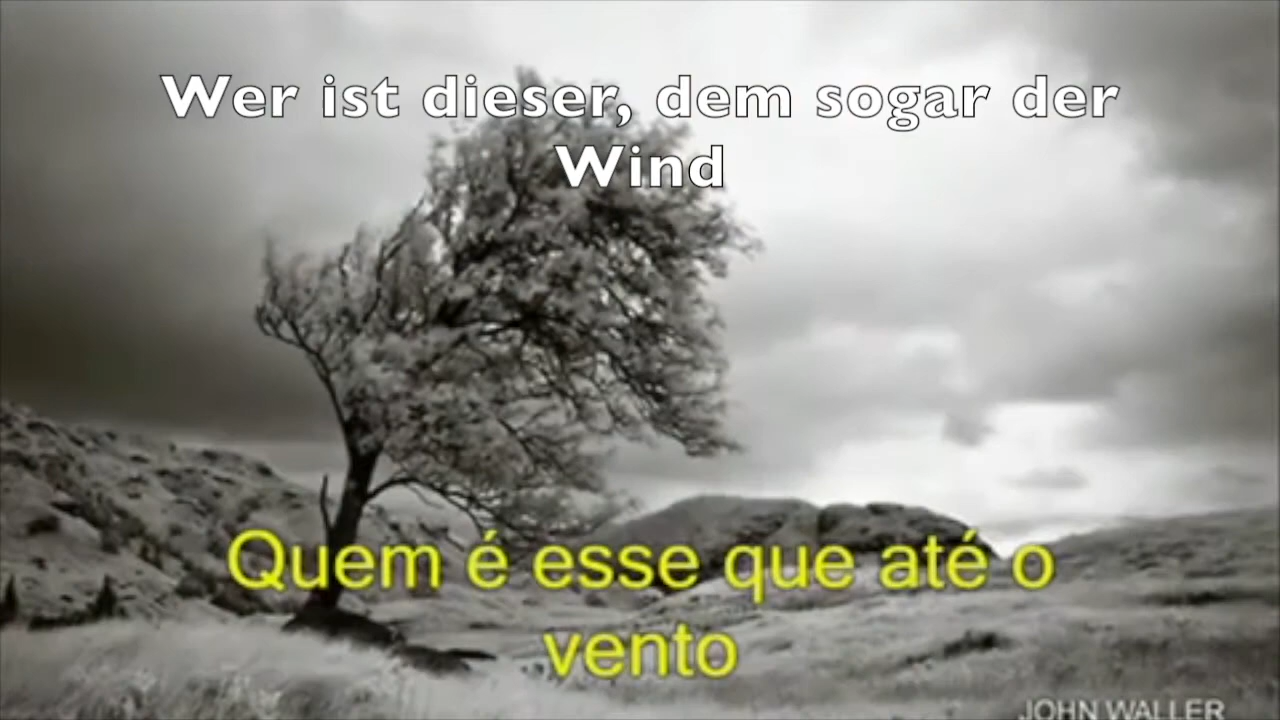 Wer ist dieser, dem sogar der
Wind
Quem é esse que até o
vento
JOHN WALLER